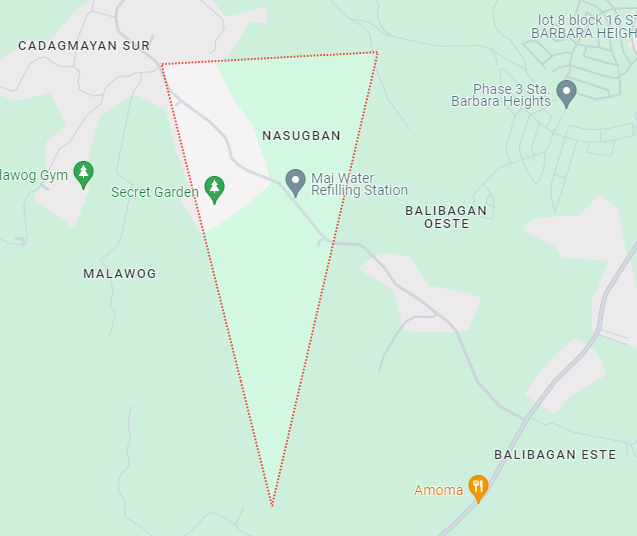 lot 8 block 16 ST
BARBARA HEIGH
CADAGMAYAN SUR
Phase 3 Sta.
Barbara Heights
NASUGBAN
lawog Gym
Mai Water
Refilling Station
Secret Garden
BALIBAGAN
OESTE
MALAWOG
BALIBAGAN ESTE
Amoma